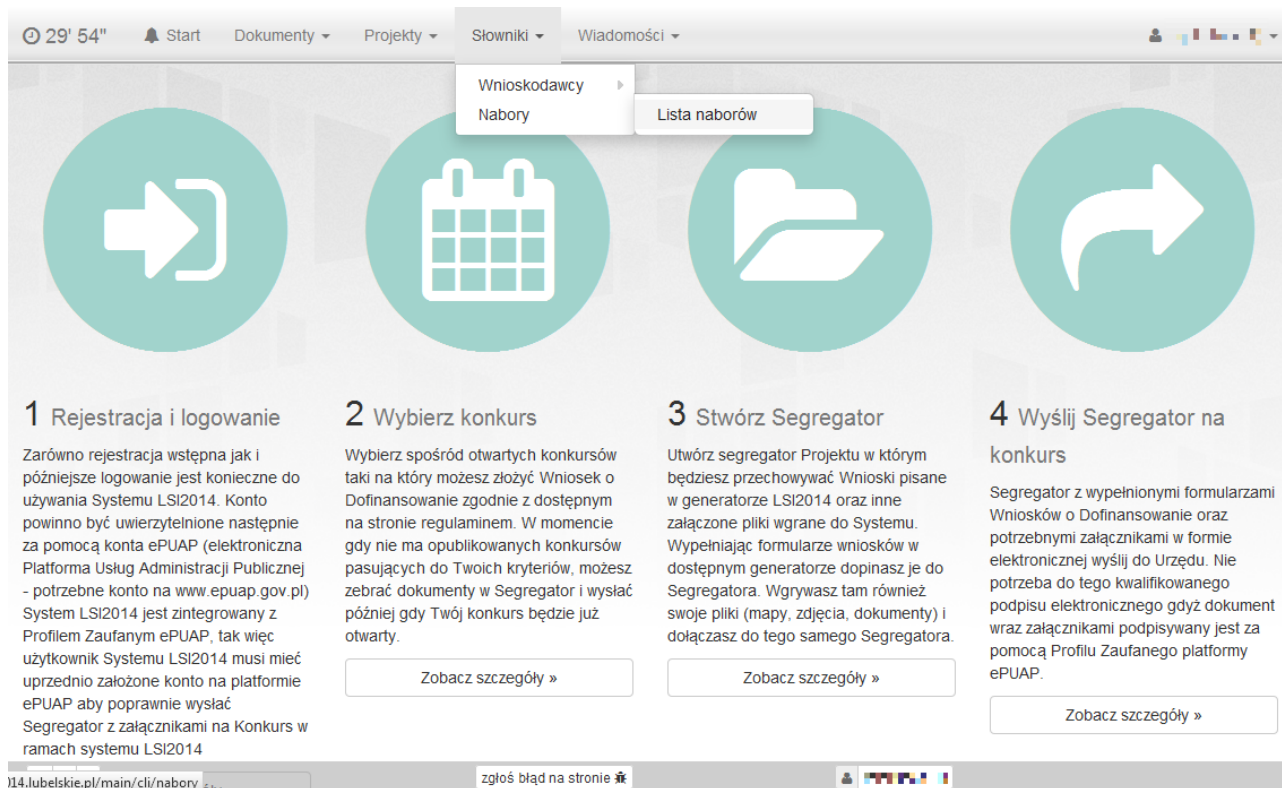 29' 54" Start Dokumenty Projekty Słowniki Wiadomości
Wnioskodawcy
Nabory
Lista naborów
1 Rejestracja i logowanie
Zarówno rejestracja wstępna jak i
późniejsze logowanie jest konieczne do
używania Systemu LSI2014. Konto
powinno być uwierzytelnione następnie
za pomocą konta ePUAP (elektroniczna
Platforma Usług Administracji Publicznej
- potrzebne konto na www.epuap.gov.pl)
System LSI2014 jest zintegrowany z
Profilem Zaufanym ePUAP, tak więc
użytkownik Systemu LSI2014 musi mieć
uprzednio założone konto na platformie
ePUAP aby poprawnie wysłać
Segregator z załącznikami na Konkurs w
ramach systemu LSI2014
2 Wybierz konkurs
Wybierz spośród otwartych konkursów
taki na który możesz złożyć Wniosek o
Dofinansowanie zgodnie z dostępnym
na stronie regulaminem. W momencie
gdy nie ma opublikowanych konkursów
pasujących do Twoich kryteriów, możesz
zebrać dokumenty w Segregator i wysłać
później gdy Twój konkurs będzie już
otwarty.
Zobacz szczegóły »
3 Stwórz Segregator
Utwórz segregator Projektu w którym
będziesz przechowywać Wnioski pisane
w generatorze LSI2014 oraz inne
załączone pliki wgrane do Systemu.
Wypełniając formularze wniosków w
dostępnym generatorze dopinasz je do
Segregatora. Wgrywasz tam również
swoje pliki (mapy, zdjęcia, dokumenty) i
dołączasz do tego samego Segregatora.
Zobacz szczegóły »
4 Wyślij Segregator na
konkurs
Segregator z wypełnionymi formularzami
Wniosków o Dofinansowanie oraz
potrzebnymi załącznikami w formie
elektronicznej wyślij do Urzędu. Nie
potrzeba do tego kwalifikowanego
podpisu elektronicznego gdyż dokument
wraz załącznikami podpisywany jest za
pomocą Profilu Zaufanego platformy
ePUAP.
Zobacz szczegóły »
014.lubelskie.pl/main/cli/nabory
zgłoś błąd na stronie